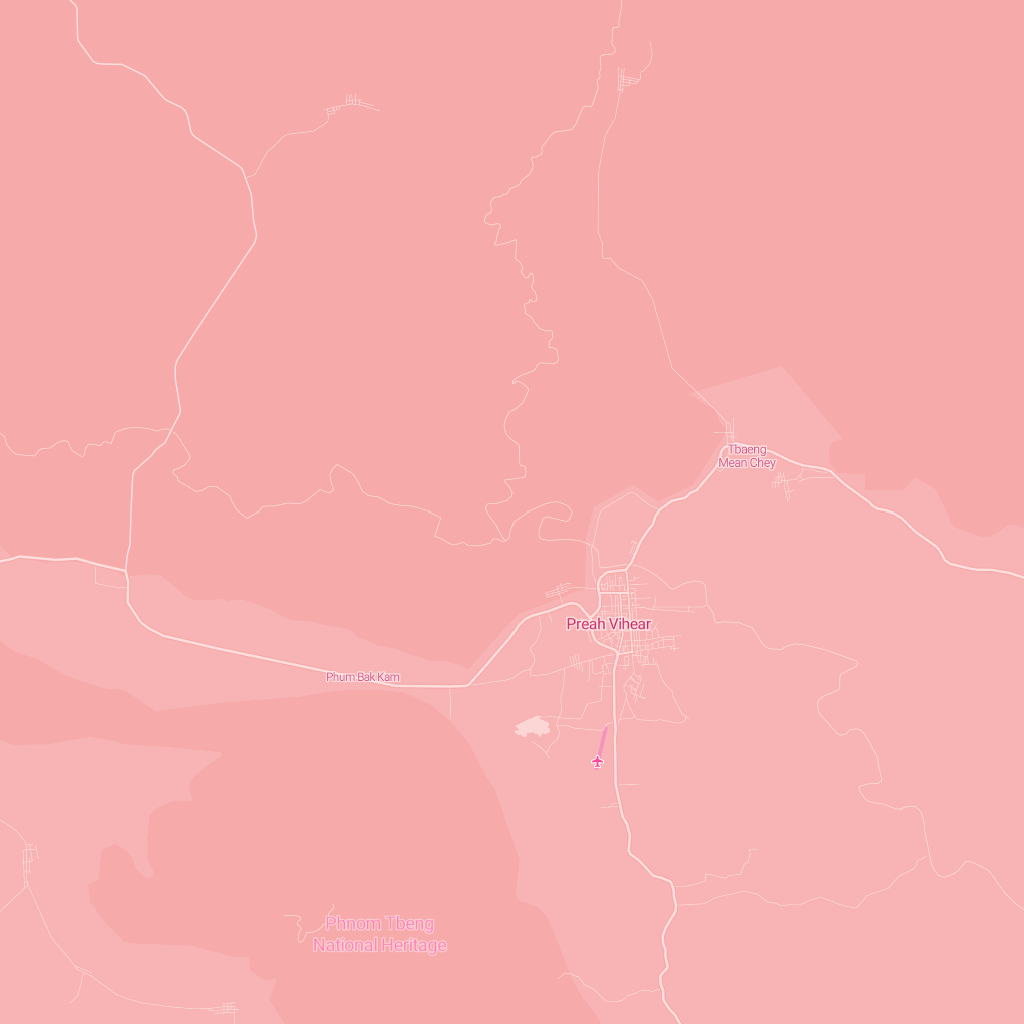 Tbaeng
Mean Chey
Preah Vihear
Phum Bak Kam
Phnom Tbeng
National Heritage